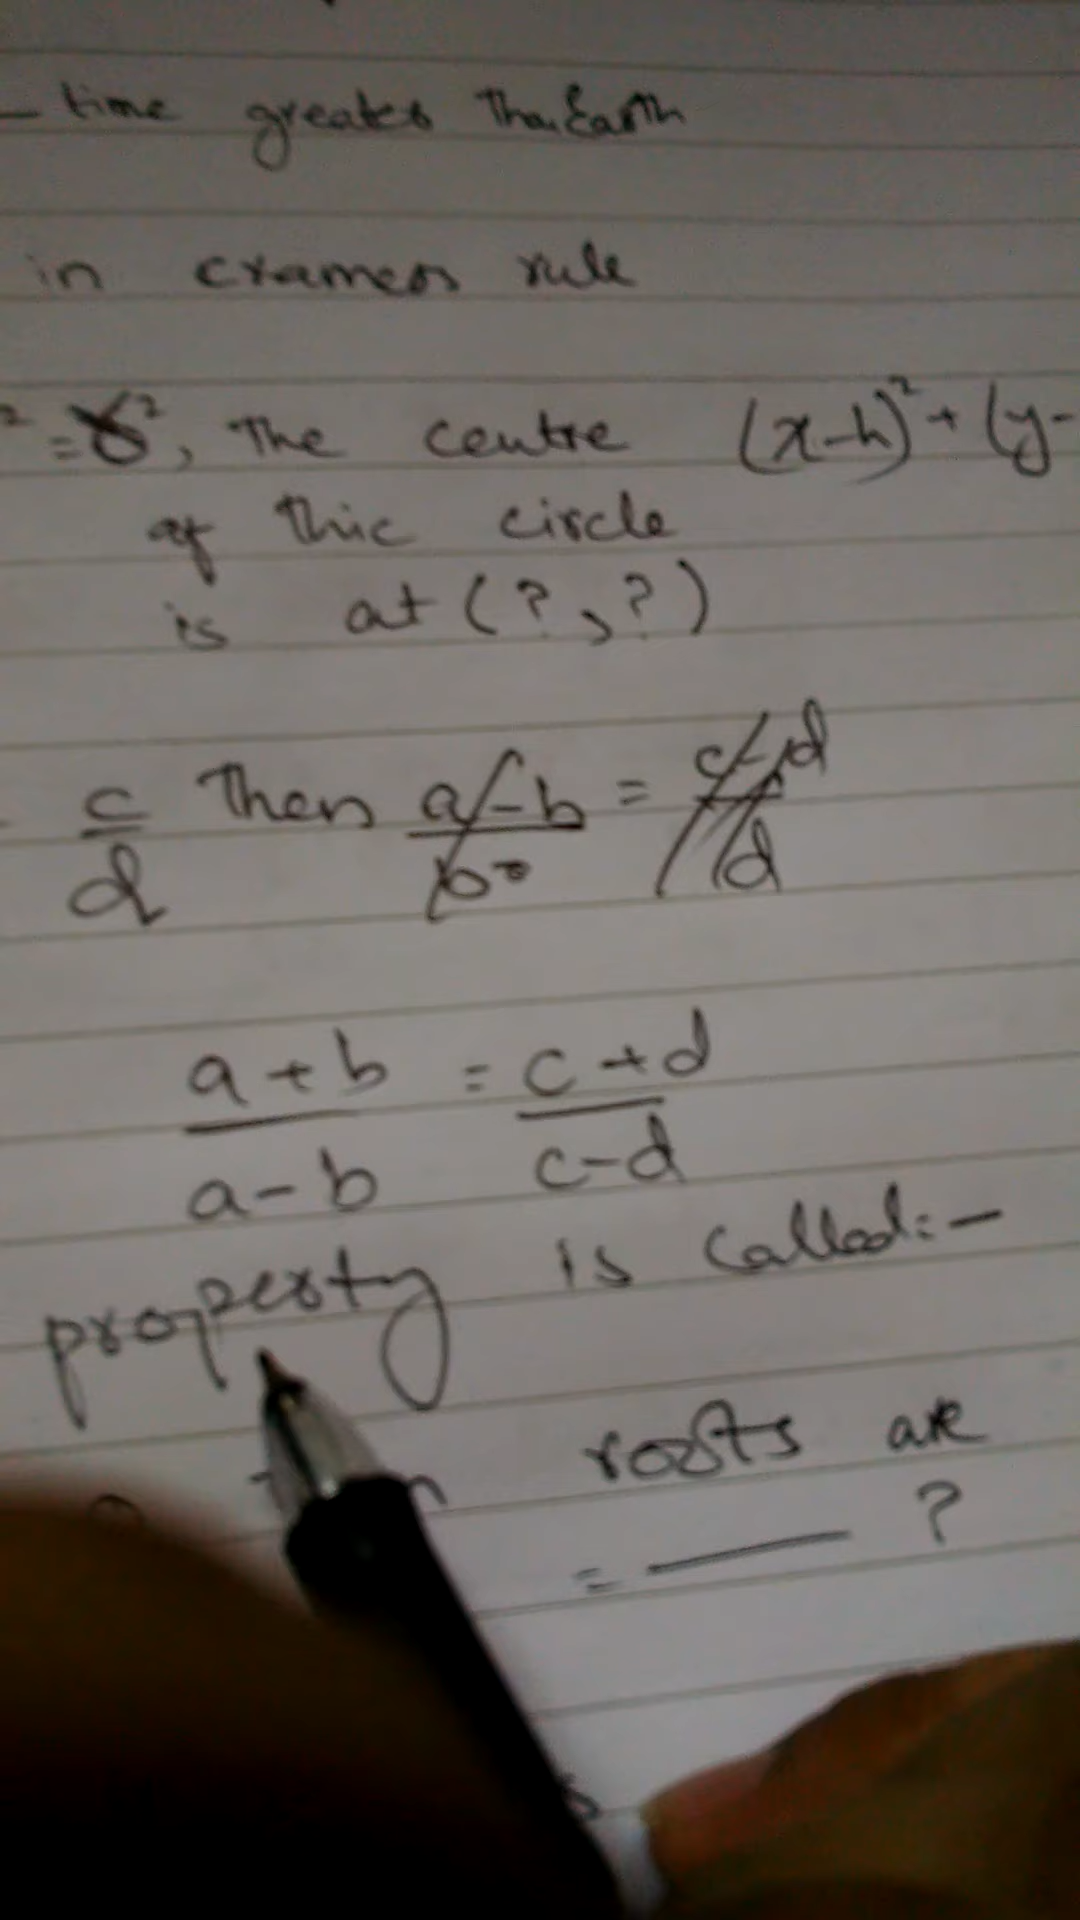 - time greater than Earth
in cramers rule
² = r², The centre (x-h)² + (y-
of this circle
is at (?,?)
c/d then a-b/b = c-d/d
a+b/a-b = c+d/c-d
property is called:-
roots are
= — ?